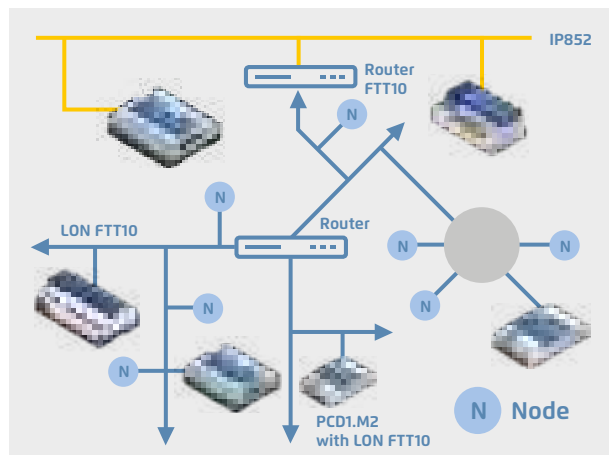 IP852
Router
FTT10
N
N
Router
LON FTT10
N
N
N
N
N
PCD1.M2
with LON FTT10
N Node